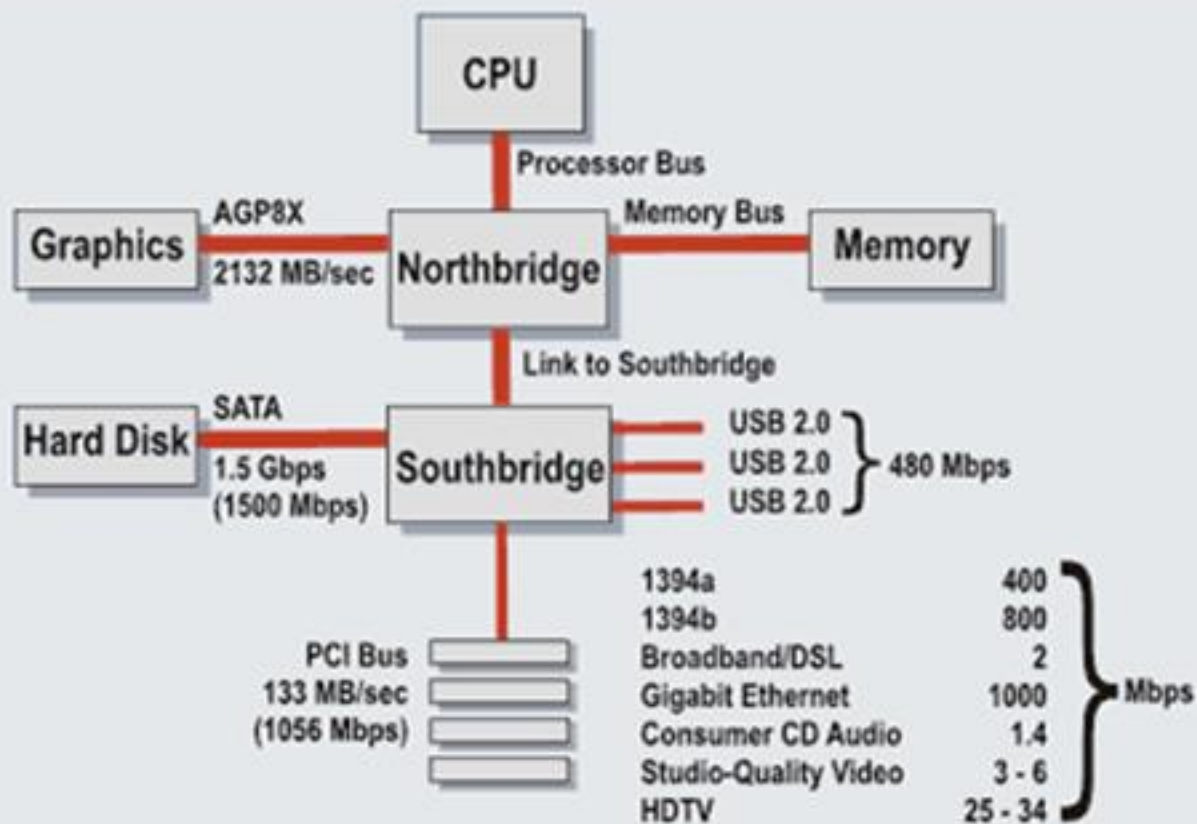 CPU
Processor Bus
AGP8X
Memory Bus
Graphics
Northbridge
Memory
2132 MB/sec
Link to Southbridge
SATA
Hard Disk
Southbridge
1.5 Gbps
(1500 Mbps)
USB 2.0
USB 2.0
USB 2.0
480 Mbps
PCI Bus
133 MB/sec
(1056 Mbps)
1394a 400
1394b 800
Broadband/DSL 2
Gigabit Ethernet 1000
Consumer CD Audio 1.4
Studio-Quality Video 3 - 6
HDTV 25 - 34
Mbps